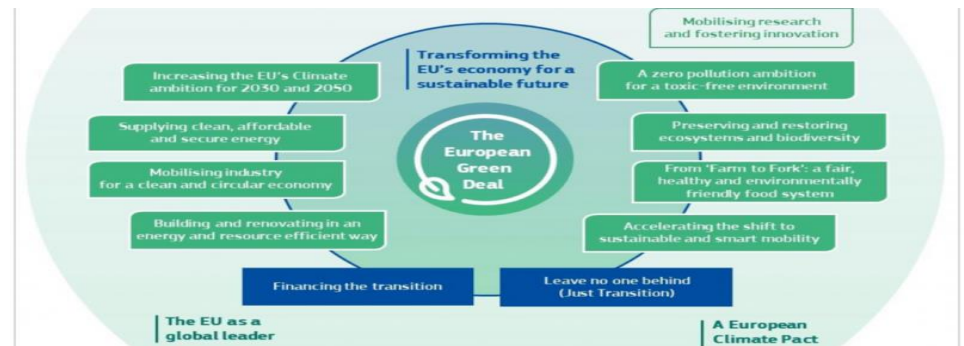 Mobilising research
and fostering innovation
Transforming the
EU's economy for a
sustainable future
Increasing the EU's Climate
ambition for 2030 and 2050
Supplying clean, affordable
and secure energy
Mobilising industry
for a clean and circular economy
Building and renovating in an
energy and resource efficient way
The
European
Green
Deal
A zero pollution ambition
for a toxic-free environment
Preserving and restoring
ecosystems and biodiversity
From 'Farm to Fork': a fair,
healthy and environmentally
friendly food system
Accelerating the shift to
sustainable and smart mobility
Financing the transition
Leave no one behind
(Just Transition)
The EU as a
global leader
A European
Climate Pact